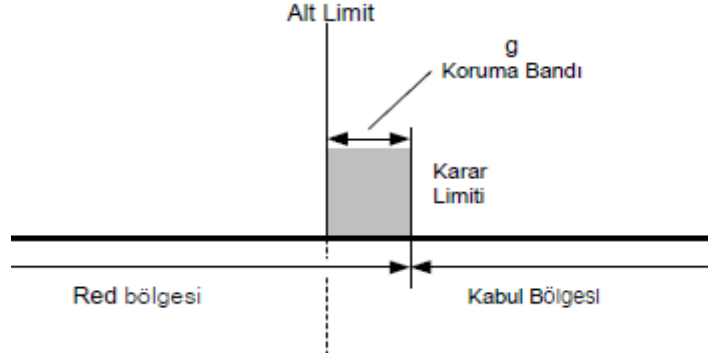 Alt Limit
g
Koruma Bandı
Karar
Limiti
Red bölgesi
Kabul Bölgesi